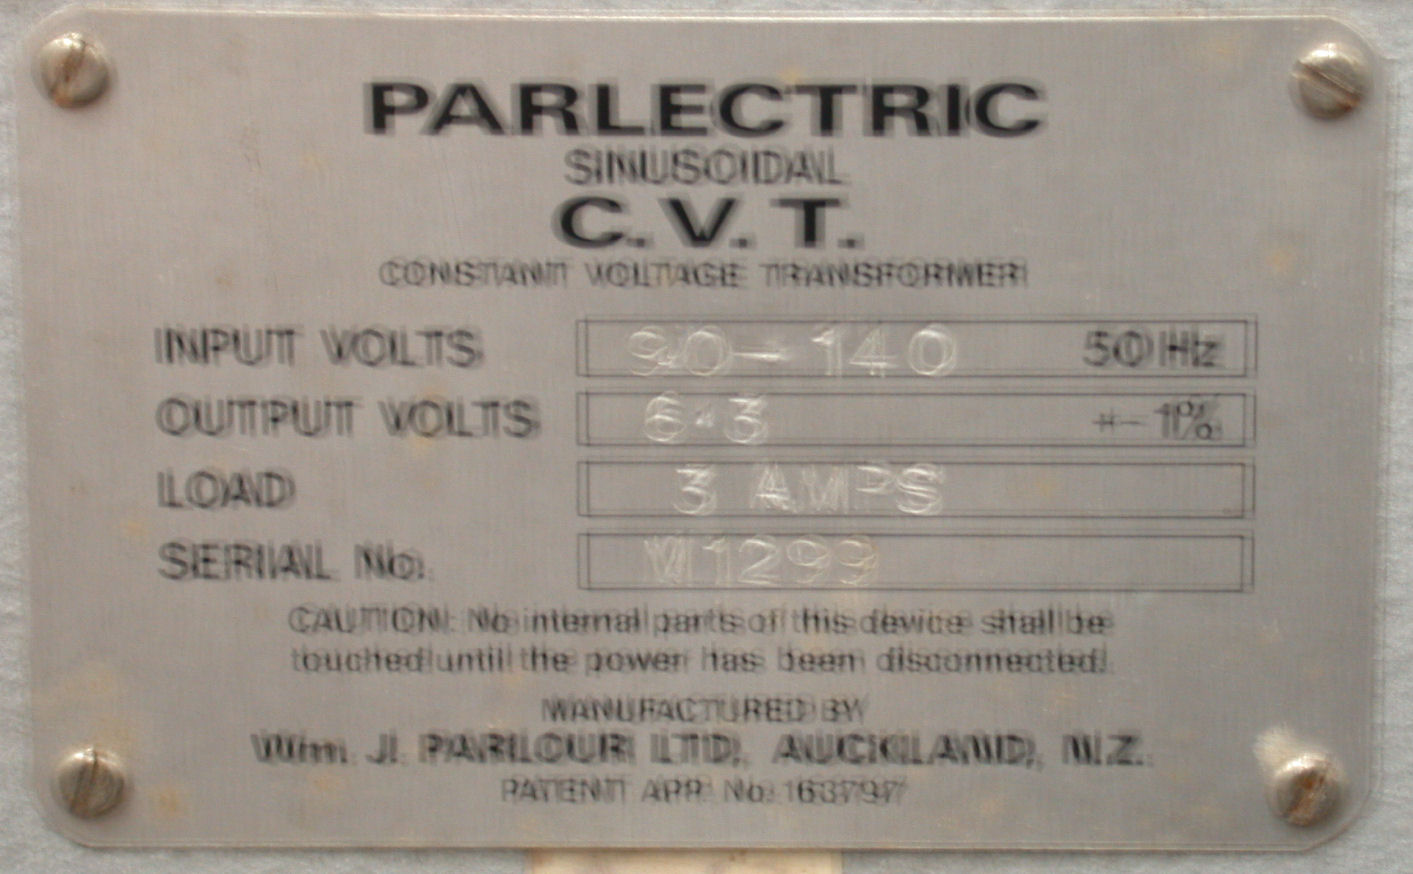 PARLECTRIC
SINUSOIDAL
C.V.T.
CONSTANT VOLTAGE TRANSFORMER
INPUT VOLTS 90-140 50Hz
OUTPUT VOLTS 6·3 +- 1%
LOAD 3 AMPS
SERIAL No. W1299
CAUTION: No internal parts of this device shall be
touched until the power has been disconnected.
MANUFACTURED BY
Wm. J. PARLOUR LTD, AUCKLAND, N.Z.
PATENT APP. No. 163797